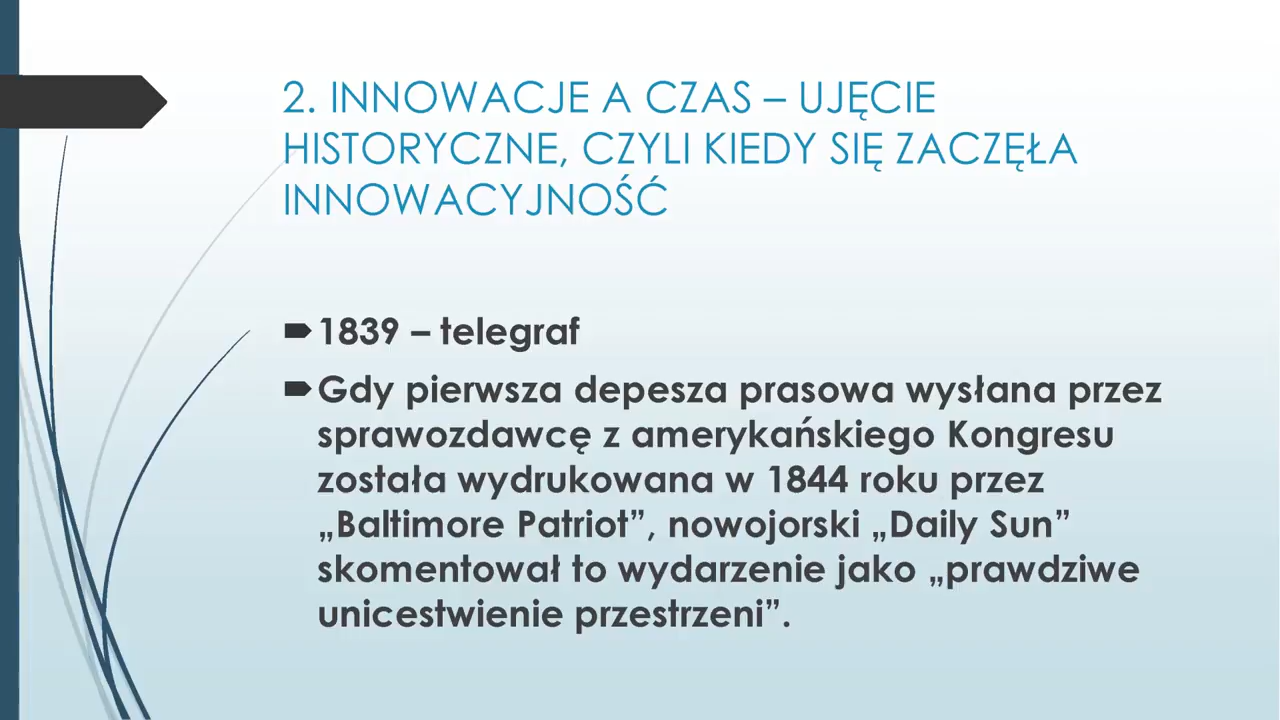 2. INNOWACJE A CZAS – UJĘCIE
HISTORYCZNE, CZYLI KIEDY SIĘ ZACZĘŁA
INNOWACYJNOŚĆ
1839 – telegraf
Gdy pierwsza depesza prasowa wysłana przez
sprawozdawcę z amerykańskiego Kongresu
została wydrukowana w 1844 roku przez
„Baltimore Patriot”, nowojorski „Daily Sun”
skomentował to wydarzenie jako „prawdziwe
unicestwienie przestrzeni”.